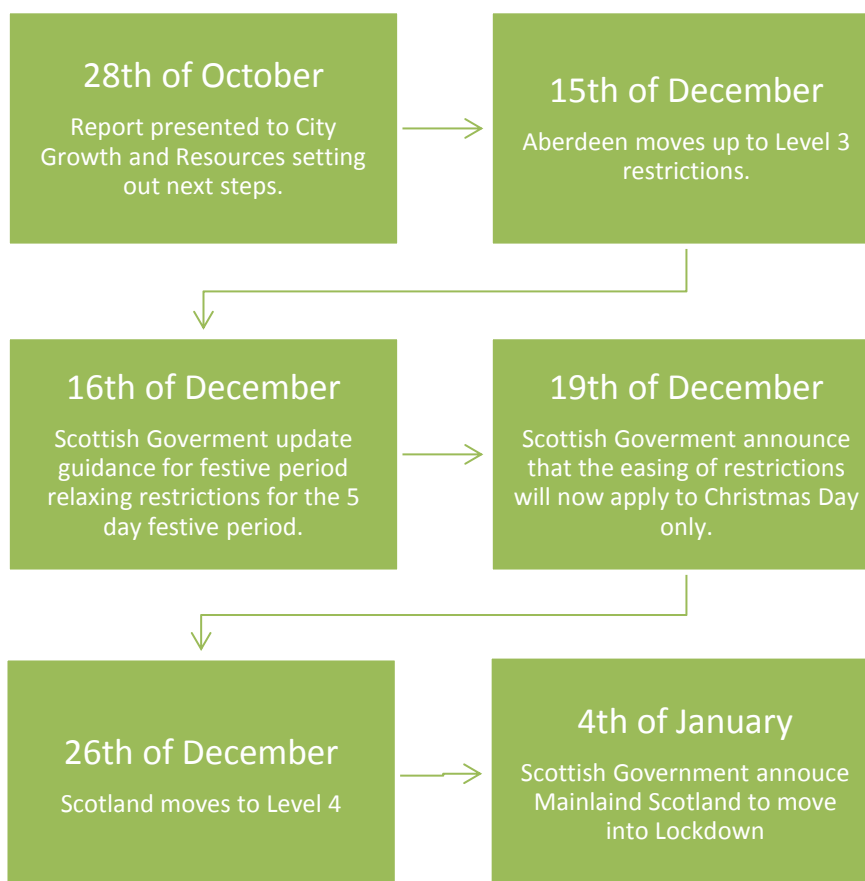 28th of October
Report presented to City
Growth and Resources setting
out next steps.
15th of December
Aberdeen moves up to Level 3
restrictions.
16th of December
Scottish Goverment update
guidance for festive period
relaxing restrictions for the 5
day festive period.
19th of December
Scottish Goverment announce
that the easing of restrictions
will now apply to Christmas Day
only.
26th of December
Scotland moves to Level 4
4th of January
Scottish Government annouce
Mainlaind Scotland to move
into Lockdown